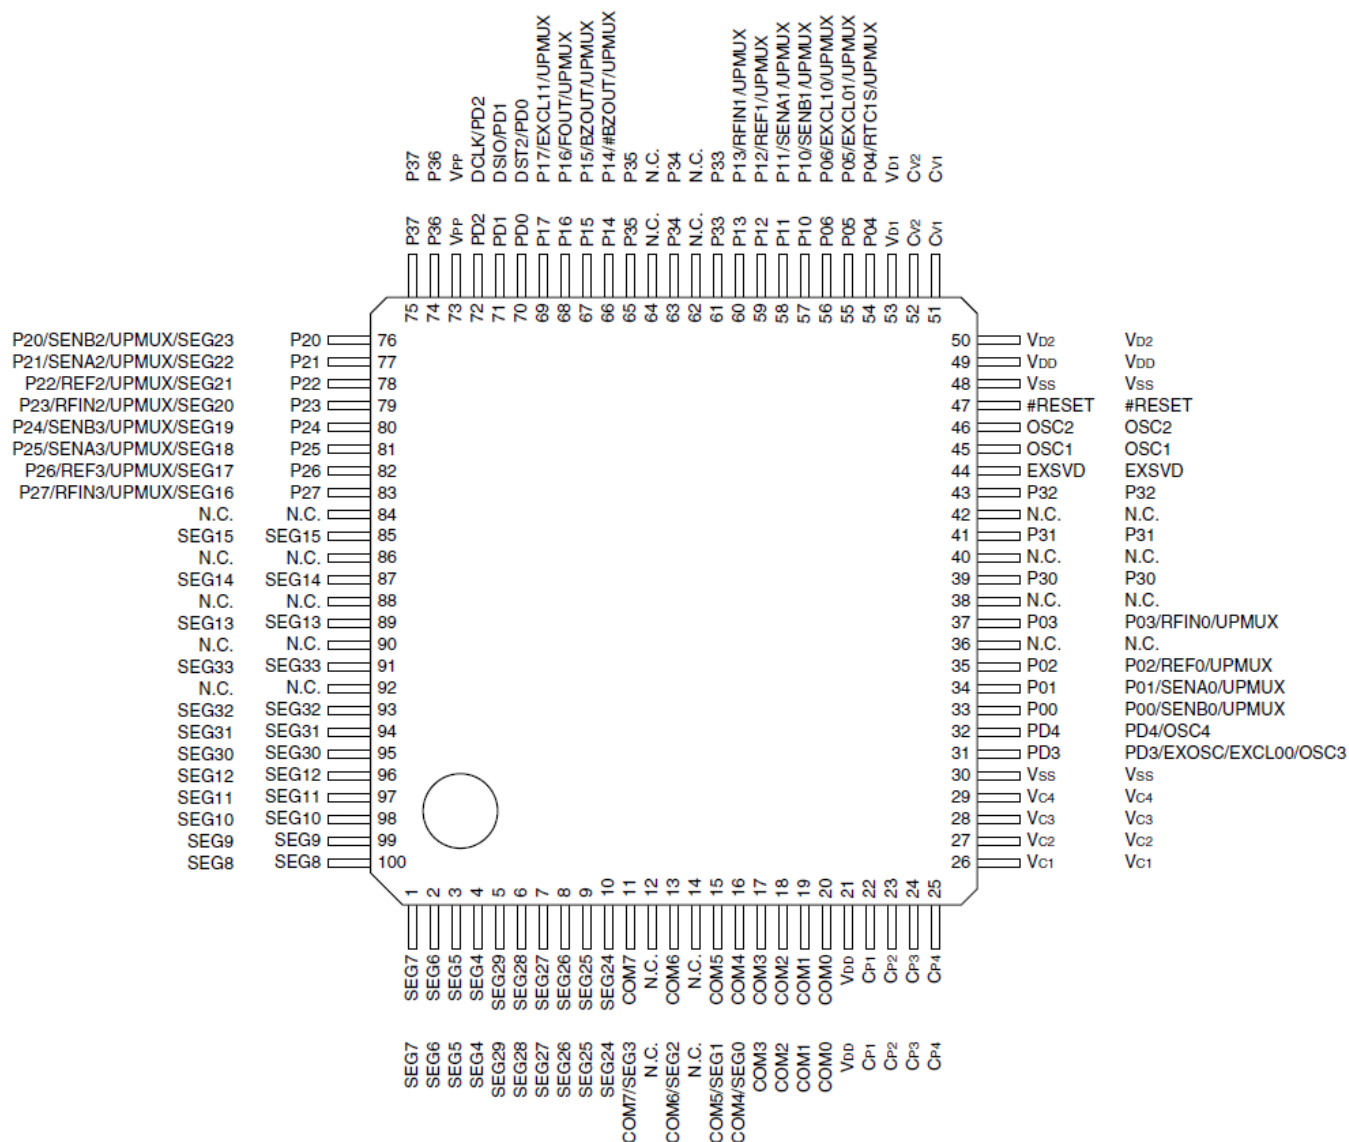 P37 P36 VPP DCLK/PD2 DSIO/PD1 DST2/PD0 P17/EXCL11/UPMUX P16/FOUT/UPMUX P15/BZOUT/UPMUX P14/#BZOUT/UPMUX P35 N.C. P34 N.C. P33 P13/RFIN1/UPMUX P12/REF1/UPMUX P11/SENA1/UPMUX P10/SENB1/UPMUX P06/EXCL10/UPMUX P05/EXCL01/UPMUX P04/RTC1S/UPMUX VD1 CV2 CV1
P37 P36 VPP PD2 PD1 PD0 P17 P16 P15 P14 P35 N.C. P34 N.C. P33 P13 P12 P11 P10 P06 P05 P04 VD1 CV2 CV1
75 74 73 72 71 70 69 68 67 66 65 64 63 62 61 60 59 58 57 56 55 54 53 52 51
P20/SENB2/UPMUX/SEG23 P20 76 50 VD2 VD2
P21/SENA2/UPMUX/SEG22 P21 77 49 VDD VDD
P22/REF2/UPMUX/SEG21 P22 78 48 VSS VSS
P23/RFIN2/UPMUX/SEG20 P23 79 47 #RESET #RESET
P24/SENB3/UPMUX/SEG19 P24 80 46 OSC2 OSC2
P25/SENA3/UPMUX/SEG18 P25 81 45 OSC1 OSC1
P26/REF3/UPMUX/SEG17 P26 82 44 EXSVD EXSVD
P27/RFIN3/UPMUX/SEG16 P27 83 43 P32 P32
N.C. N.C. 84 42 N.C. N.C.
SEG15 SEG15 85 41 P31 P31
N.C. N.C. 86 40 N.C. N.C.
SEG14 SEG14 87 39 P30 P30
N.C. N.C. 88 38 N.C. N.C.
SEG13 SEG13 89 37 P03 P03/RFIN0/UPMUX
N.C. N.C. 90 36 N.C. N.C.
SEG33 SEG33 91 35 P02 P02/REF0/UPMUX
N.C. N.C. 92 34 P01 P01/SENA0/UPMUX
SEG32 SEG32 93 33 P00 P00/SENB0/UPMUX
SEG31 SEG31 94 32 PD4 PD4/OSC4
SEG30 SEG30 95 31 PD3 PD3/EXOSC/EXCL00/OSC3
SEG12 SEG12 96 30 VSS VSS
SEG11 SEG11 97 29 VC4 VC4
SEG10 SEG10 98 28 VC3 VC3
SEG9 SEG9 99 27 VC2 VC2
SEG8 SEG8 100 26 VC1 VC1
1 2 3 4 5 6 7 8 9 10 11 12 13 14 15 16 17 18 19 20 21 22 23 24 25
SEG7 SEG6 SEG5 SEG4 SEG29 SEG28 SEG27 SEG26 SEG25 SEG24 COM7 N.C. COM6 N.C. COM5 COM4 COM3 COM2 COM1 COM0 VDD CP1 CP2 CP3 CP4
SEG7 SEG6 SEG5 SEG4 SEG29 SEG28 SEG27 SEG26 SEG25 SEG24 COM7/SEG3 N.C. COM6/SEG2 N.C. COM5/SEG1 COM4/SEG0 COM3 COM2 COM1 COM0 VDD CP1 CP2 CP3 CP4